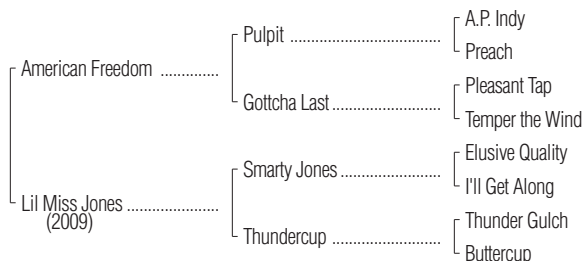 A.P. Indy
Pulpit ..........................................
Preach
American Freedom ..............
Pleasant Tap
Gottcha Last..............................
Temper the Wind
Elusive Quality
Smarty Jones ............................
I'll Get Along
Lil Miss Jones ......................
(2009)
Thunder Gulch
Thundercup ..............................
Buttercup